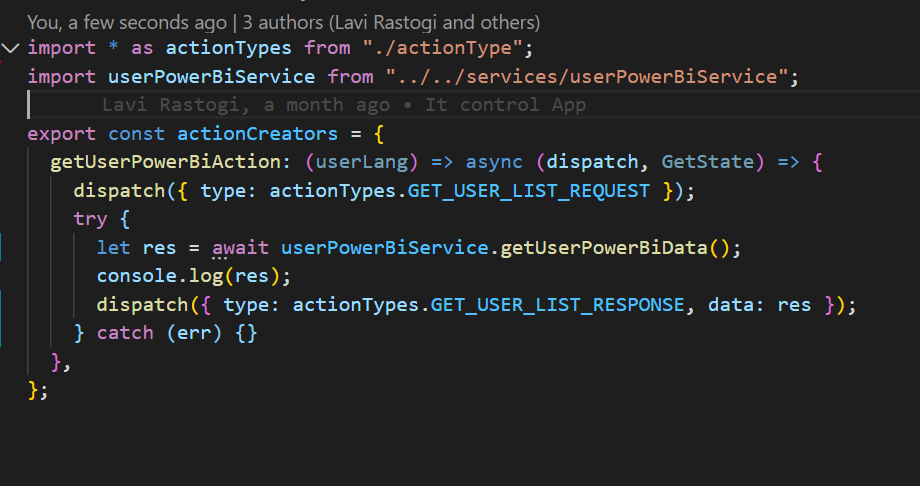 You, a few seconds ago | 3 authors (Lavi Rastogi and others)
import * as actionTypes from "./actionType";
import userPowerBiService from "../../services/userPowerBiService";
Lavi Rastogi, a month ago • It control App
export const actionCreators = {
  getUserPowerBiAction: (userLang) => async (dispatch, GetState) => {
    dispatch({ type: actionTypes.GET_USER_LIST_REQUEST });
    try {
      let res = await userPowerBiService.getUserPowerBiData();
      console.log(res);
      dispatch({ type: actionTypes.GET_USER_LIST_RESPONSE, data: res });
    } catch (err) {}
  },
};